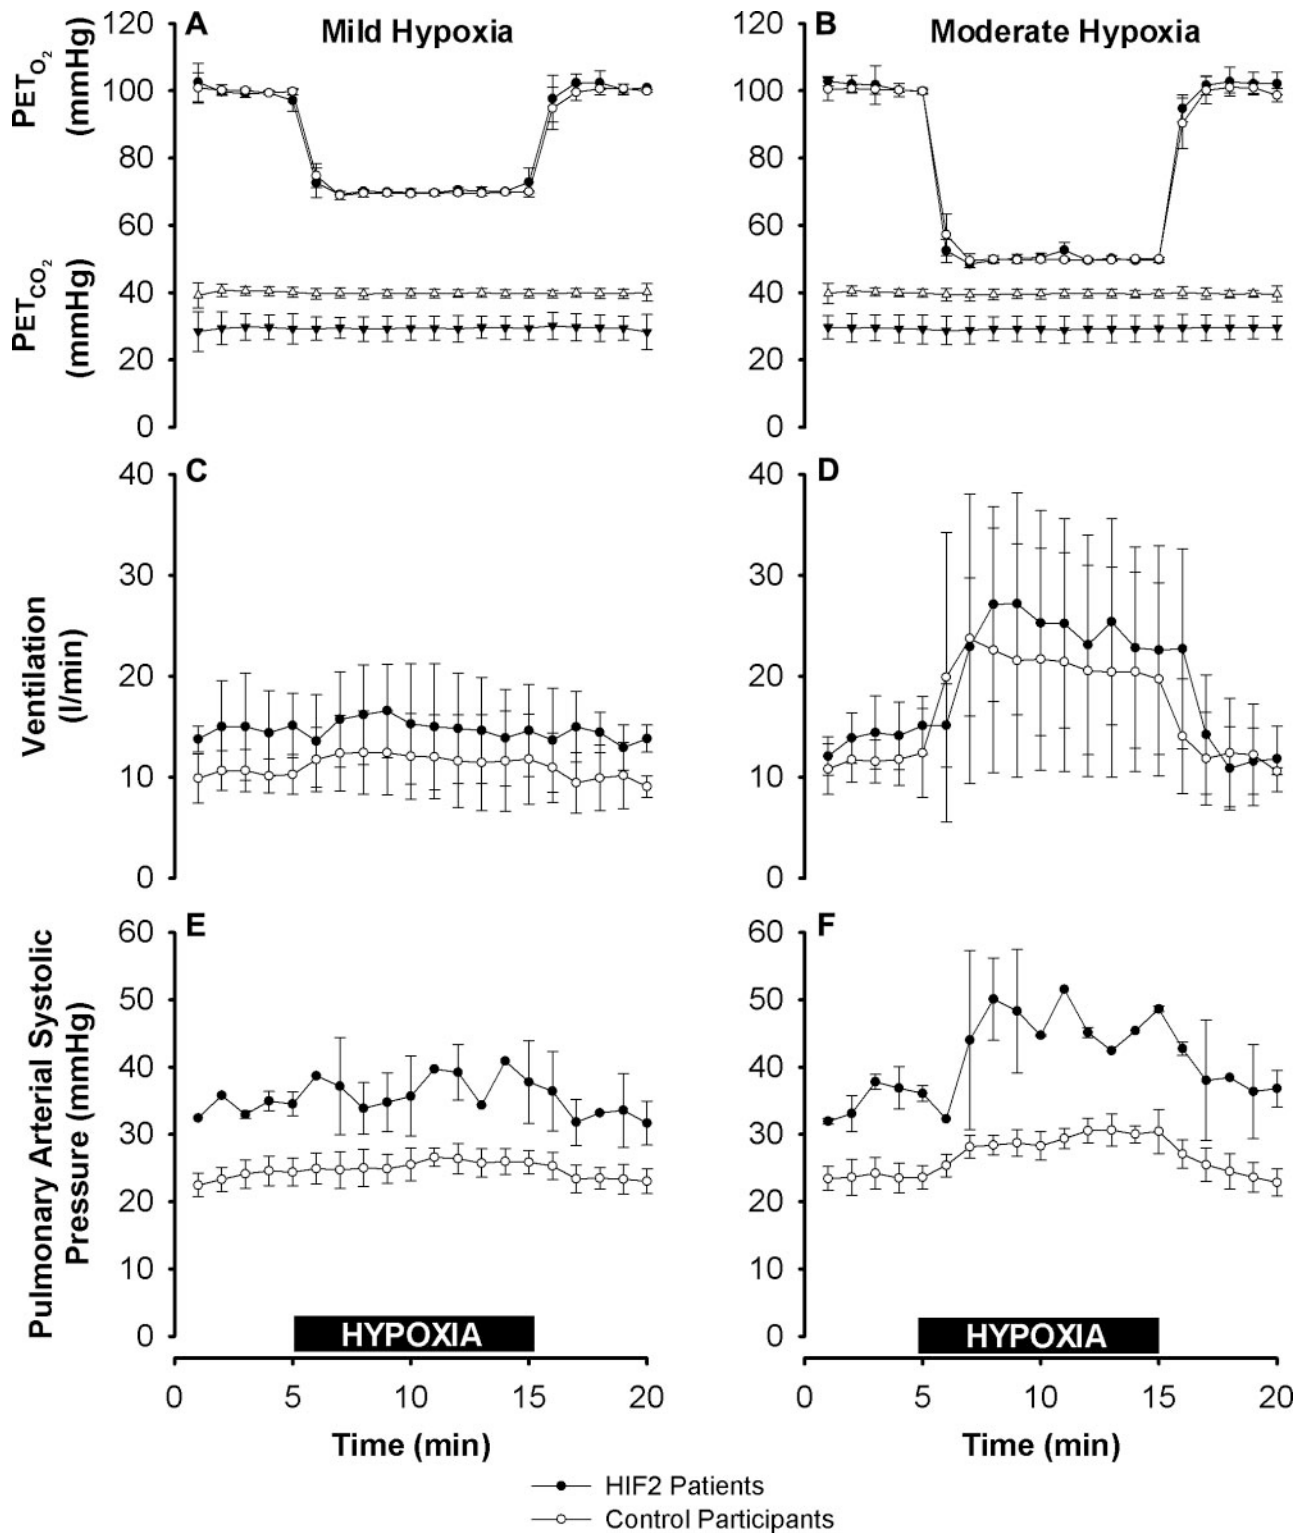 A Mild Hypoxia
B Moderate Hypoxia
PETO2
(mmHg)
120
100
80
60
40
20
0
PETCO2
(mmHg)
120
100
80
60
40
20
0
C
D
Ventilation
(l/min)
40
30
20
10
0
40
30
20
10
0
E
F
Pulmonary Arterial Systolic
Pressure (mmHg)
60
50
40
30
20
10
0
60
50
40
30
20
10
0
HYPOXIA
HYPOXIA
0 5 10 15 20
0 5 10 15 20
Time (min)
Time (min)
HIF2 Patients
Control Participants